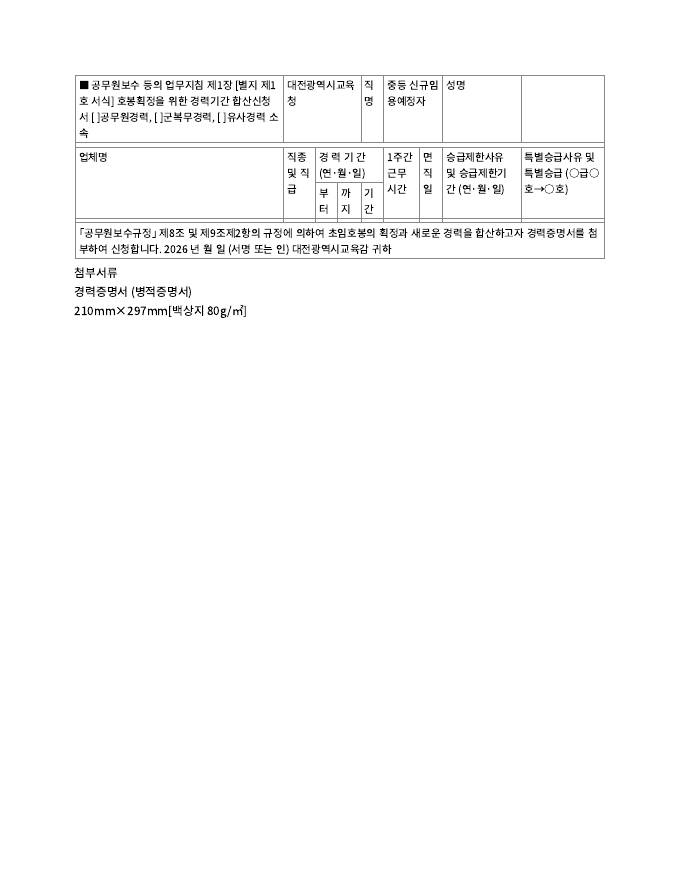 ■ 공무원보수 등의 업무지침 제1장 [별지 제1
호 서식] 호봉획정을 위한 경력기간 합산신청
서 [ ]공무원경력, [ ]군복무경력, [ ]유사경력 소
속
대전광역시교육
청
직
명
중등 신규임
용예정자
성명
업체명
직종
및 직
급
경 력 기 간
(연·월·일)
부
터
까
지
기
간
1주간
근무
시간
면
직
일
승급제한사유
및 승급제한기
간 (연·월·일)
특별승급사유 및
특별승급 (○급○
호→○호)
「공무원보수규정」 제8조 및 제9조제2항의 규정에 의하여 초임호봉의 획정과 새로운 경력을 합산하고자 경력증명서를 첨
부하여 신청합니다. 2026 년 월 일 (서명 또는 인) 대전광역시교육감 귀하
첨부서류
경력증명서 (병적증명서)
210mm×297mm[백상지 80g/㎡]